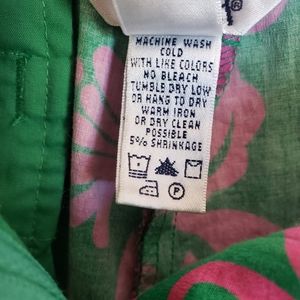 MACHINE WASH
COLD
WITH LIKE COLORS
NO BLEACH
TUMBLE DRY LOW
OR HANG TO DRY
WARM IRON
OR DRY CLEAN
POSSIBLE
5% SHRINKAGE
P